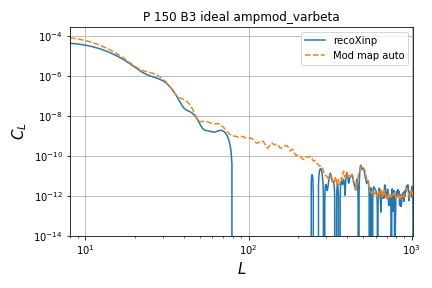 P 150 B3 ideal ampmod_varbeta
recoXinp
Mod map auto
10⁻⁴
10⁻⁶
10⁻⁸
10⁻¹⁰
10⁻¹²
10⁻¹⁴
C_L
10¹
10²
10³
L